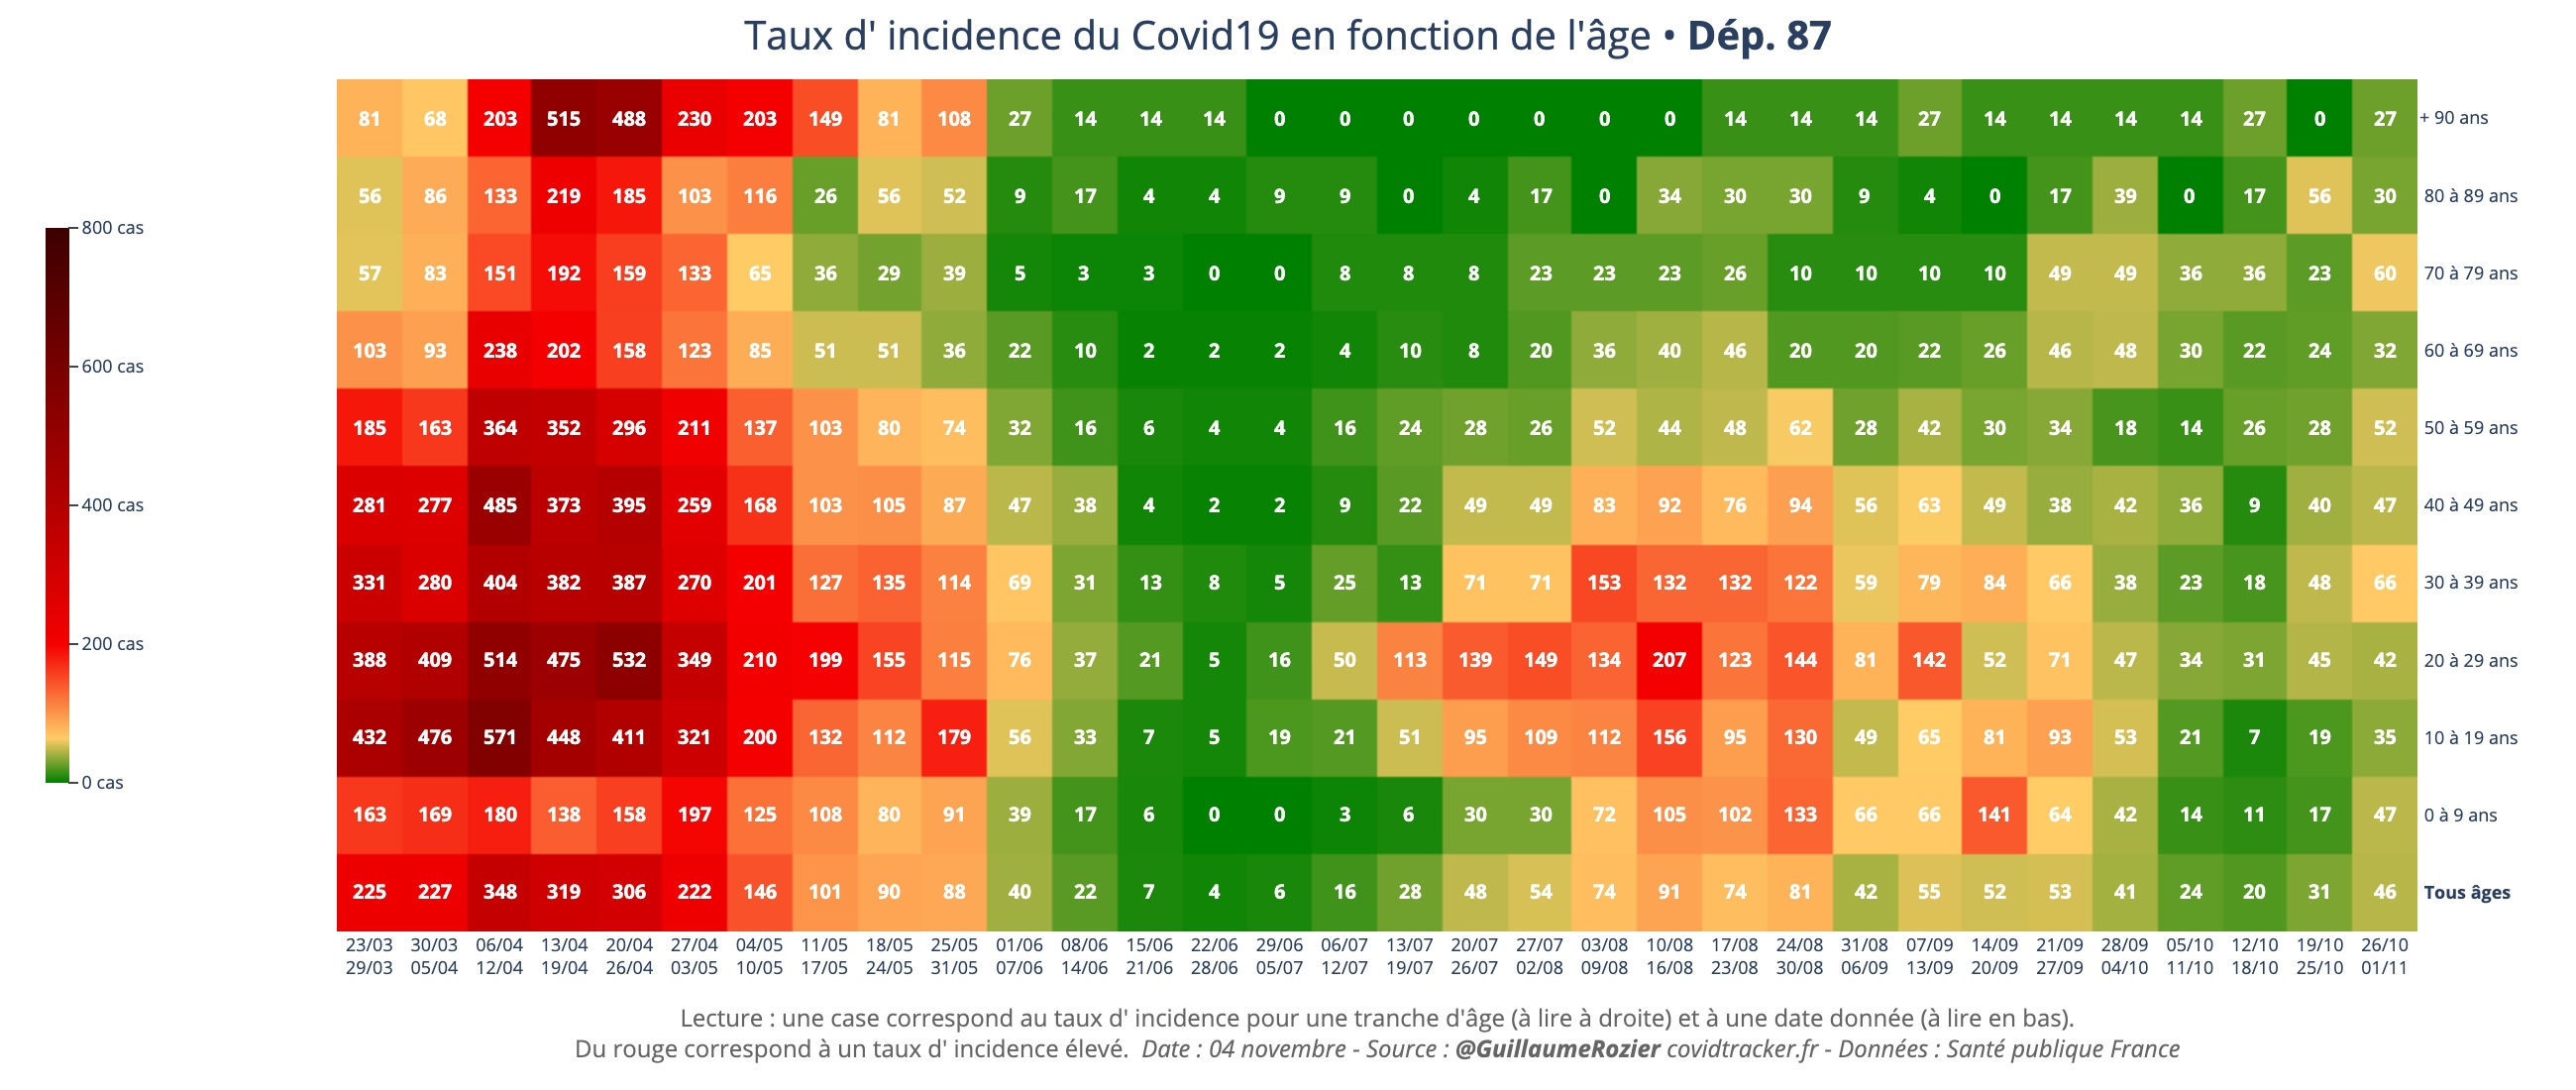 Taux d' incidence du Covid19 en fonction de l'âge • Dép. 87
81 68 203 515 488 230 203 149 81 108 27 14 14 14 0 0 0 0 0 0 0 14 14 14 27 14 14 14 14 27 0 27 + 90 ans
56 86 133 219 185 103 116 26 56 52 9 17 4 4 9 9 0 4 17 0 34 30 30 9 4 0 17 39 0 17 56 30 80 à 89 ans
57 83 151 192 159 133 65 36 29 39 5 3 3 0 0 8 8 8 23 23 23 26 10 10 10 10 49 49 36 36 23 60 70 à 79 ans
103 93 238 202 158 123 85 51 51 36 22 10 2 2 2 4 10 8 20 36 40 46 20 20 22 26 46 48 30 22 24 32 60 à 69 ans
185 163 364 352 296 211 137 103 80 74 32 16 6 4 4 16 24 28 26 52 44 48 62 28 42 30 34 18 14 26 28 52 50 à 59 ans
281 277 485 373 395 259 168 103 105 87 47 38 4 2 2 9 22 49 49 83 92 76 94 56 63 49 38 42 36 9 40 47 40 à 49 ans
331 280 404 382 387 270 201 127 135 114 69 31 13 8 5 25 13 71 71 153 132 132 122 59 79 84 66 38 23 18 48 66 30 à 39 ans
388 409 514 475 532 349 210 199 155 115 76 37 21 5 16 50 113 139 149 134 207 123 144 81 142 52 71 47 34 31 45 42 20 à 29 ans
432 476 571 448 411 321 200 132 112 179 56 33 7 5 19 21 51 95 109 112 156 95 130 49 65 81 93 53 21 7 19 35 10 à 19 ans
163 169 180 138 158 197 125 108 80 91 39 17 6 0 0 3 6 30 30 72 105 102 133 66 66 141 64 42 14 11 17 47 0 à 9 ans
225 227 348 319 306 222 146 101 90 88 40 22 7 4 6 16 28 48 54 74 91 74 81 42 55 52 53 41 24 20 31 46 Tous âges
23/03 30/03 06/04 13/04 20/04 27/04 04/05 11/05 18/05 25/05 01/06 08/06 15/06 22/06 29/06 06/07 13/07 20/07 27/07 03/08 10/08 17/08 24/08 31/08 07/09 14/09 21/09 28/09 05/10 12/10 19/10 26/10
29/03 05/04 12/04 19/04 26/04 03/05 10/05 17/05 24/05 31/05 07/06 14/06 21/06 28/06 05/07 12/07 19/07 26/07 02/08 09/08 16/08 23/08 30/08 06/09 13/09 20/09 27/09 04/10 11/10 18/10 25/10 01/11
800 cas
600 cas
400 cas
200 cas
0 cas
Lecture : une case correspond au taux d' incidence pour une tranche d'âge (à lire à droite) et à une date donnée (à lire en bas).
Du rouge correspond à un taux d' incidence élevé. Date : 04 novembre - Source : @GuillaumeRozier covidtracker.fr - Données : Santé publique France